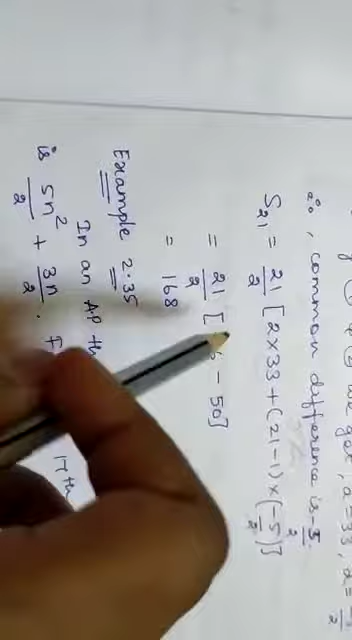 we get, a = 33, d = -5/2
∴, common difference is -5/2.
S₂₁ = 21/2 [2×33+(21-1)×(-5/2)]
= 21/2 [ - 50]
= 168
Example 2.35
In an AP th
is 5n²/2 + 3n/2 . 17th